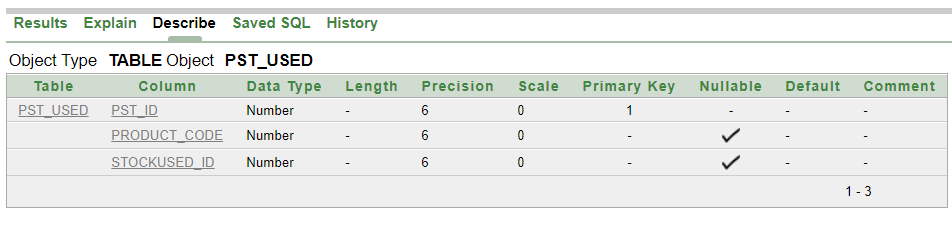 Results Explain Describe Saved SQL History
Object Type TABLE Object PST_USED
Table Column Data Type Length Precision Scale Primary Key Nullable Default Comment
PST_USED PST_ID Number - 6 0 1 - - -
PRODUCT_CODE Number - 6 0 - ✓ - -
STOCKUSED_ID Number - 6 0 - ✓ - -
1 - 3